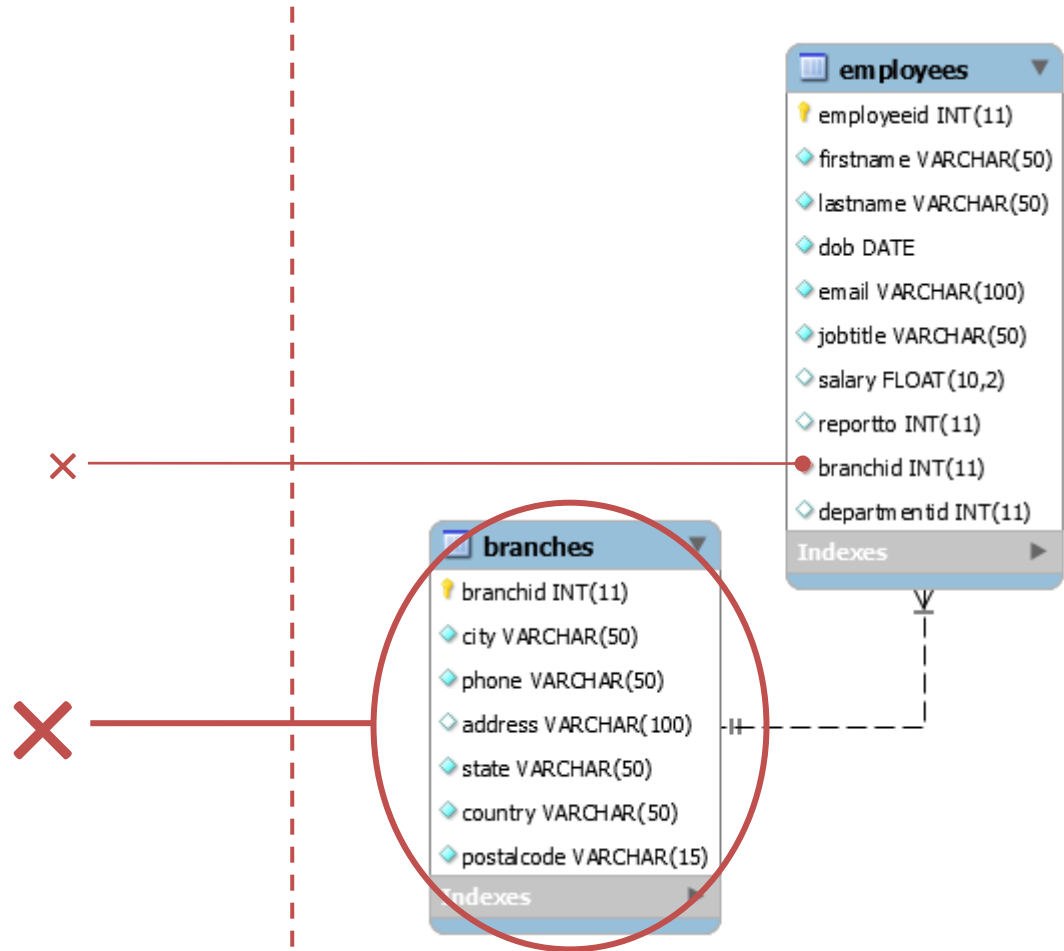 employees
employeeid INT(11)
firstname VARCHAR(50)
lastname VARCHAR(50)
dob DATE
email VARCHAR(100)
jobtitle VARCHAR(50)
salary FLOAT(10,2)
reportto INT(11)
branchid INT(11)
departmentid INT(11)
Indexes
branches
branchid INT(11)
city VARCHAR(50)
phone VARCHAR(50)
address VARCHAR(100)
state VARCHAR(50)
country VARCHAR(50)
postalcode VARCHAR(15)
Indexes